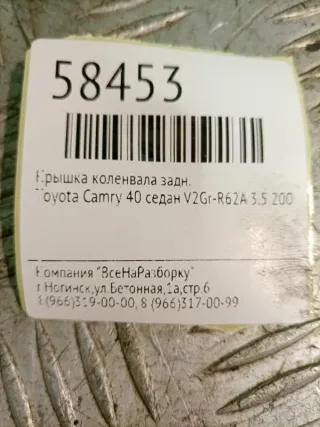 58453
Крышка коленвала задн.
Toyota Camry 40 седан V2Gr-R62A 3.5 200
Компания "ВсеНаРазборку"
г.Ногинск,ул.Бетонная,1а,стр.6
8(966)319-00-00, 8 (966)317-00-99